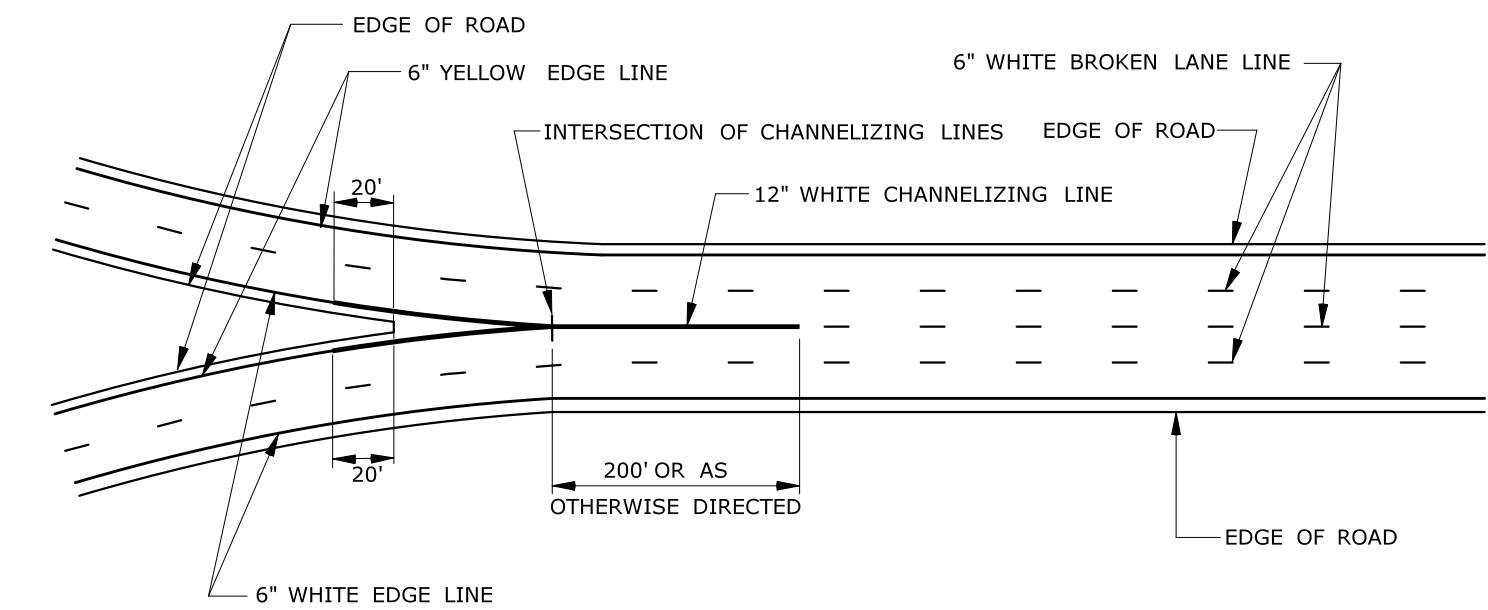 EDGE OF ROAD
6" YELLOW EDGE LINE
6" WHITE BROKEN LANE LINE
INTERSECTION OF CHANNELIZING LINES
EDGE OF ROAD
20'
12" WHITE CHANNELIZING LINE
20'
200' OR AS
OTHERWISE DIRECTED
EDGE OF ROAD
6" WHITE EDGE LINE